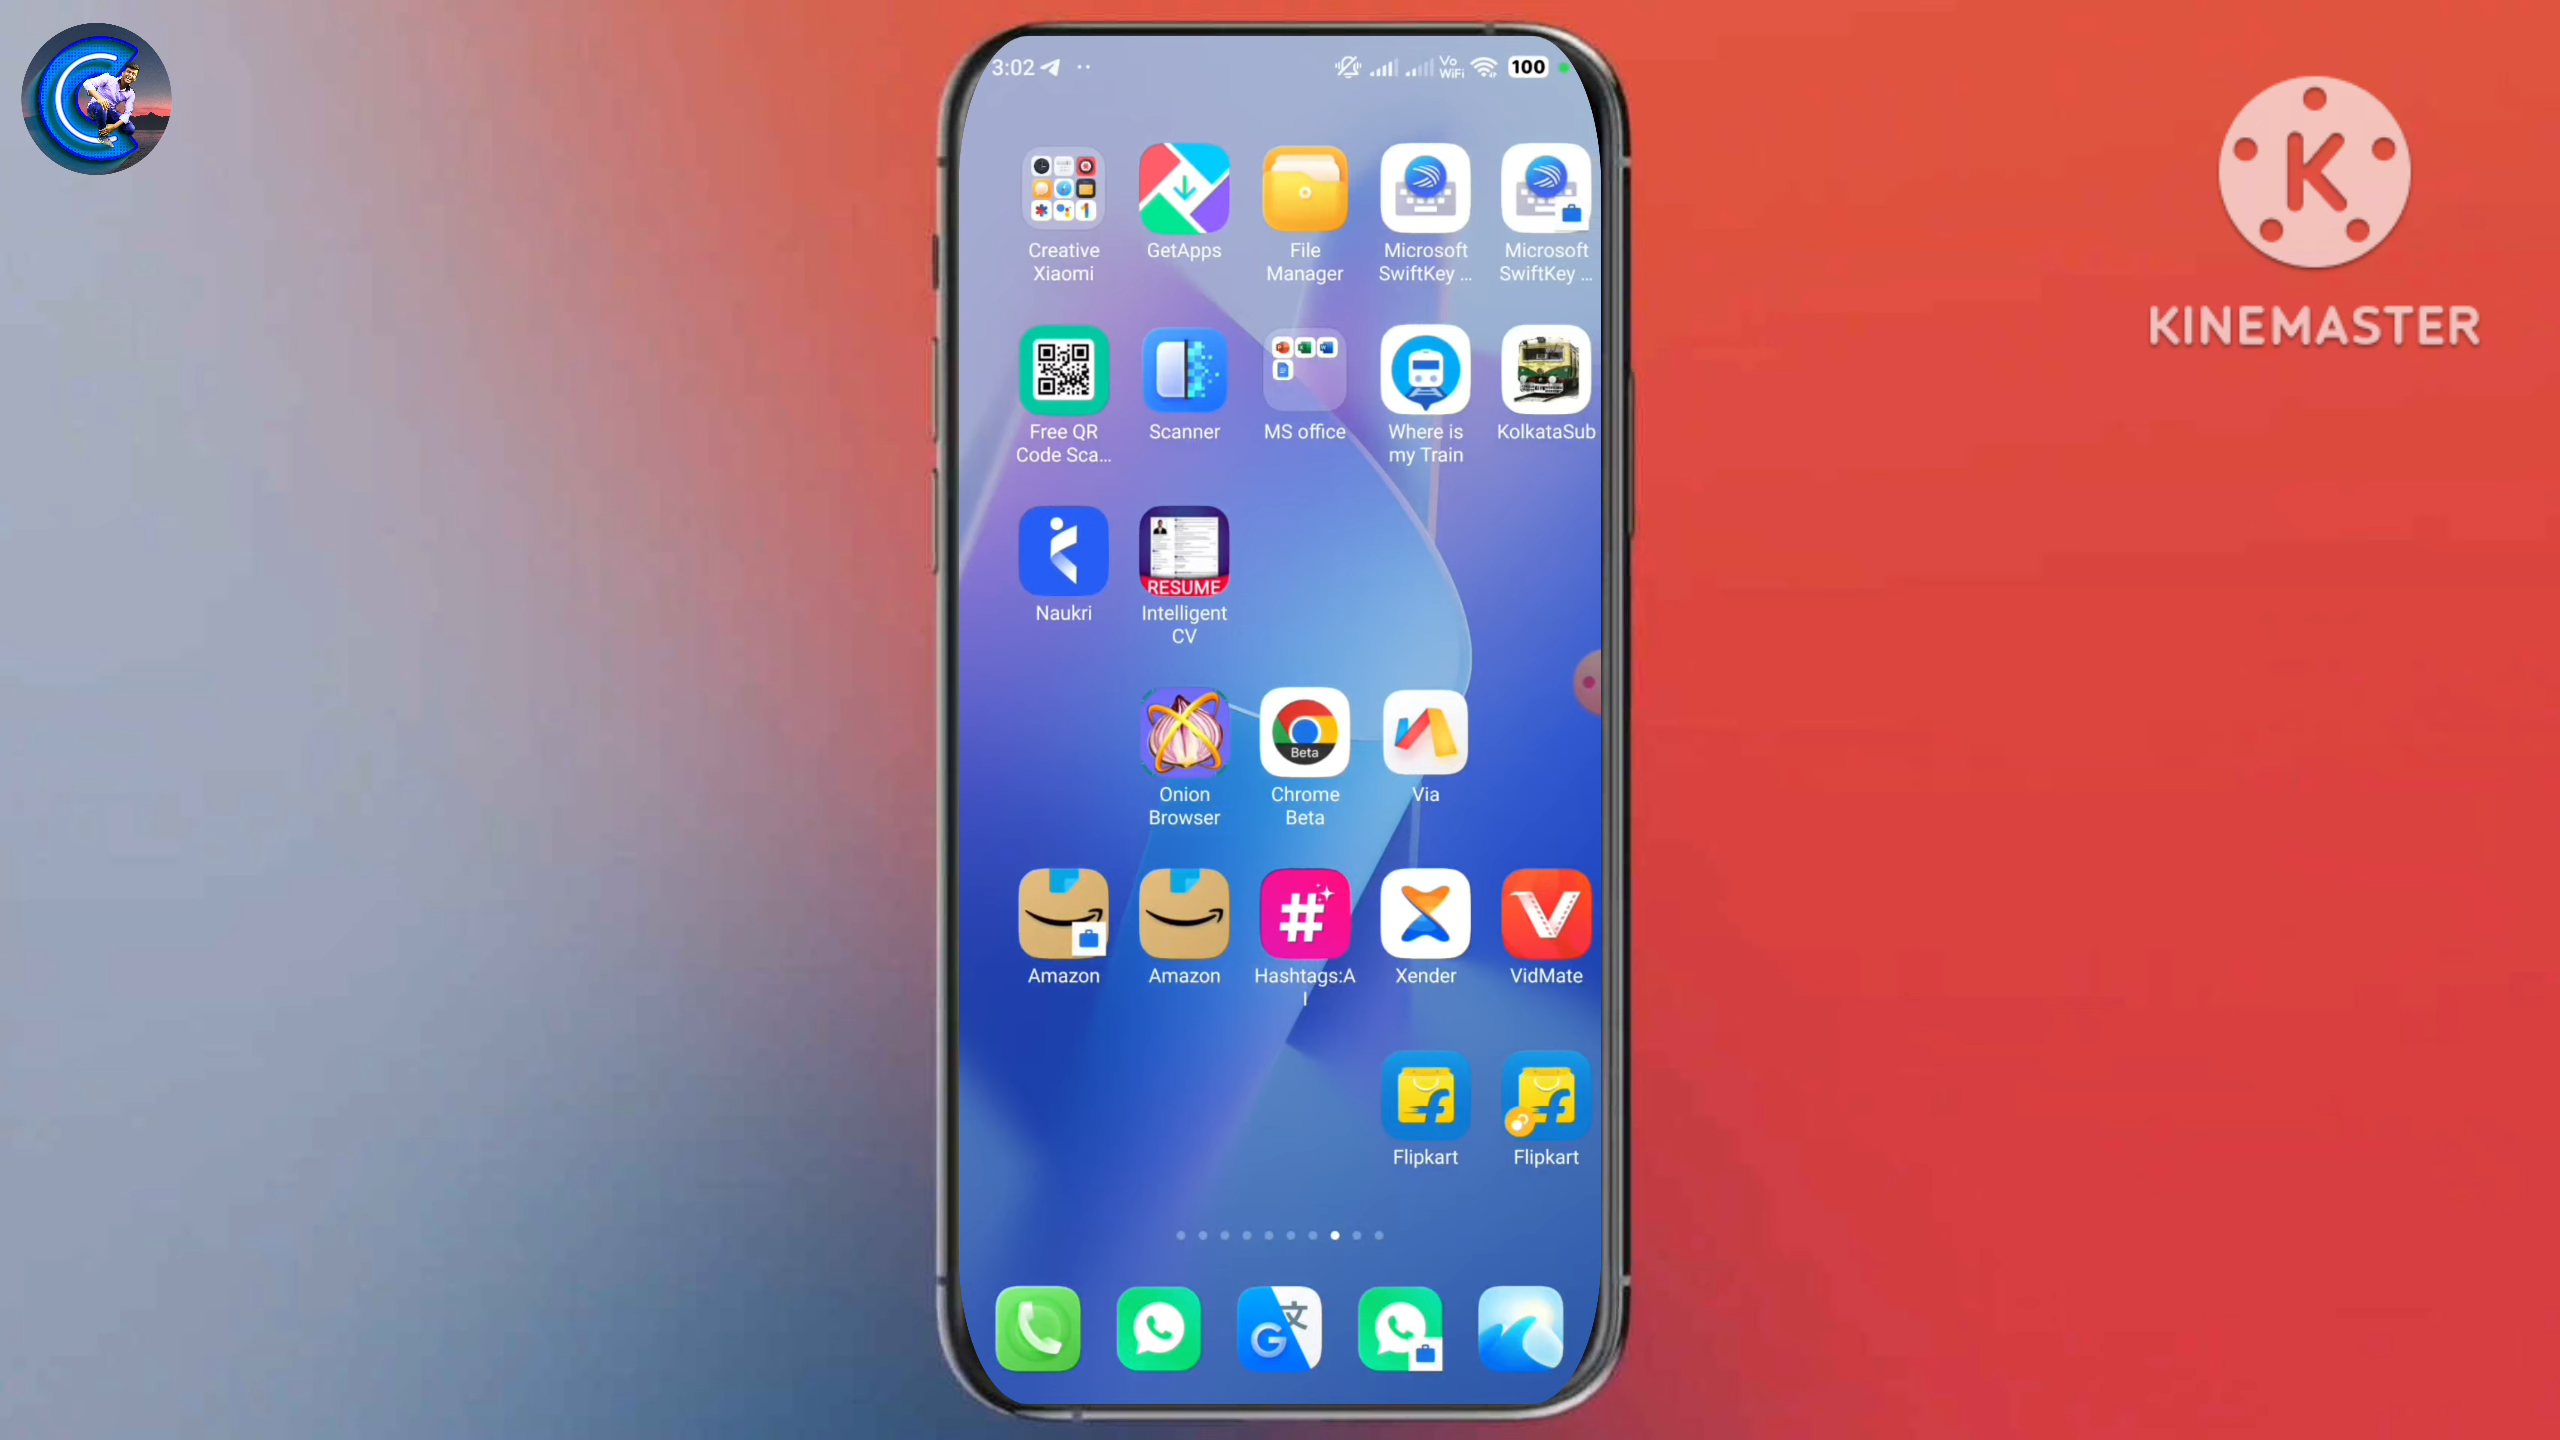 3:02
Vo
WiFi
100
KINEMASTER
Creative
Xiaomi
GetApps
File
Manager
Microsoft
SwiftKey ...
Microsoft
SwiftKey ...
Free QR
Code Sca...
Scanner
MS office
Where is
my Train
KolkataSub
RESUME
Naukri
Intelligent
CV
Beta
Onion
Browser
Chrome
Beta
Via
Amazon
Amazon
Hashtags:A
I
Xender
VidMate
Flipkart
Flipkart